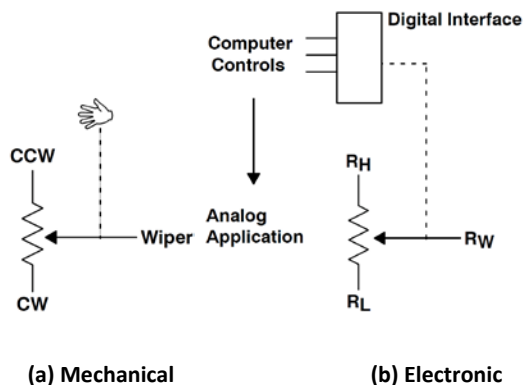 Computer
Controls
Digital Interface
CCW
Wiper
CW
Analog
Application
RH
RW
RL
(a) Mechanical
(b) Electronic